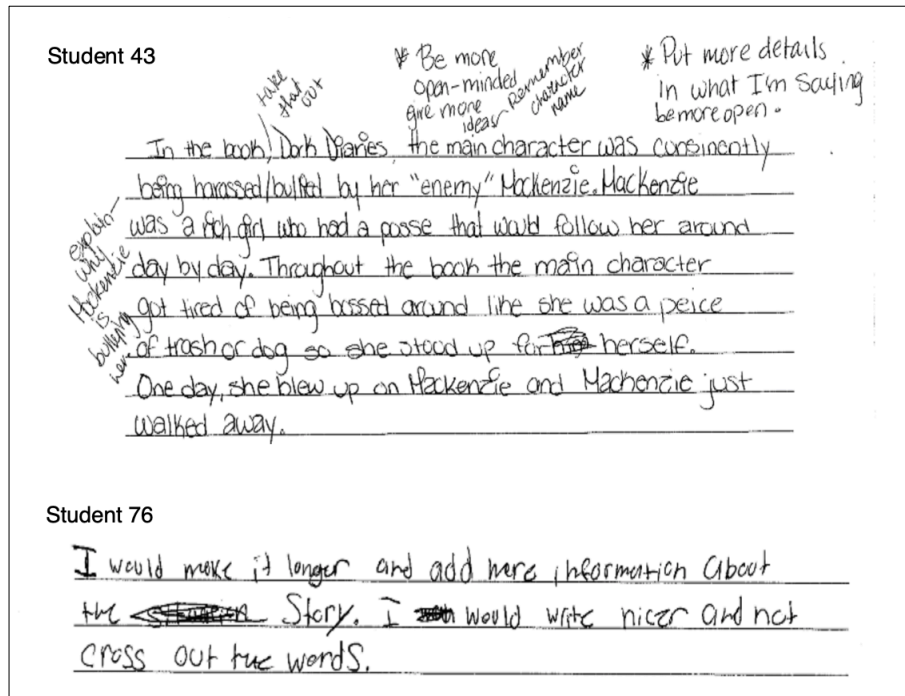 Student 43
take
that
out
* Be more
open-minded
give more
ideas
Remember
character
name
* Put more details
in what I'm saying
be more open.
In the book, Dork Diaries, the main character was consinently
being harassed/bullied by her "enemy" Mackenzie. Mackenzie
was a rich girl who had a posse that would follow her around
day by day. Throughout the book the main character
got tired of being bossed around like she was a peice
of trash or dog so she stood up for herself.
One day, she blew up on Mackenzie and Mackenzie just
walked away.
explain
why
Mackenzie
is
bullying
her.
Student 76
I would make it longer and add more information about
the Story. I would write nicer and not
cross out the words.